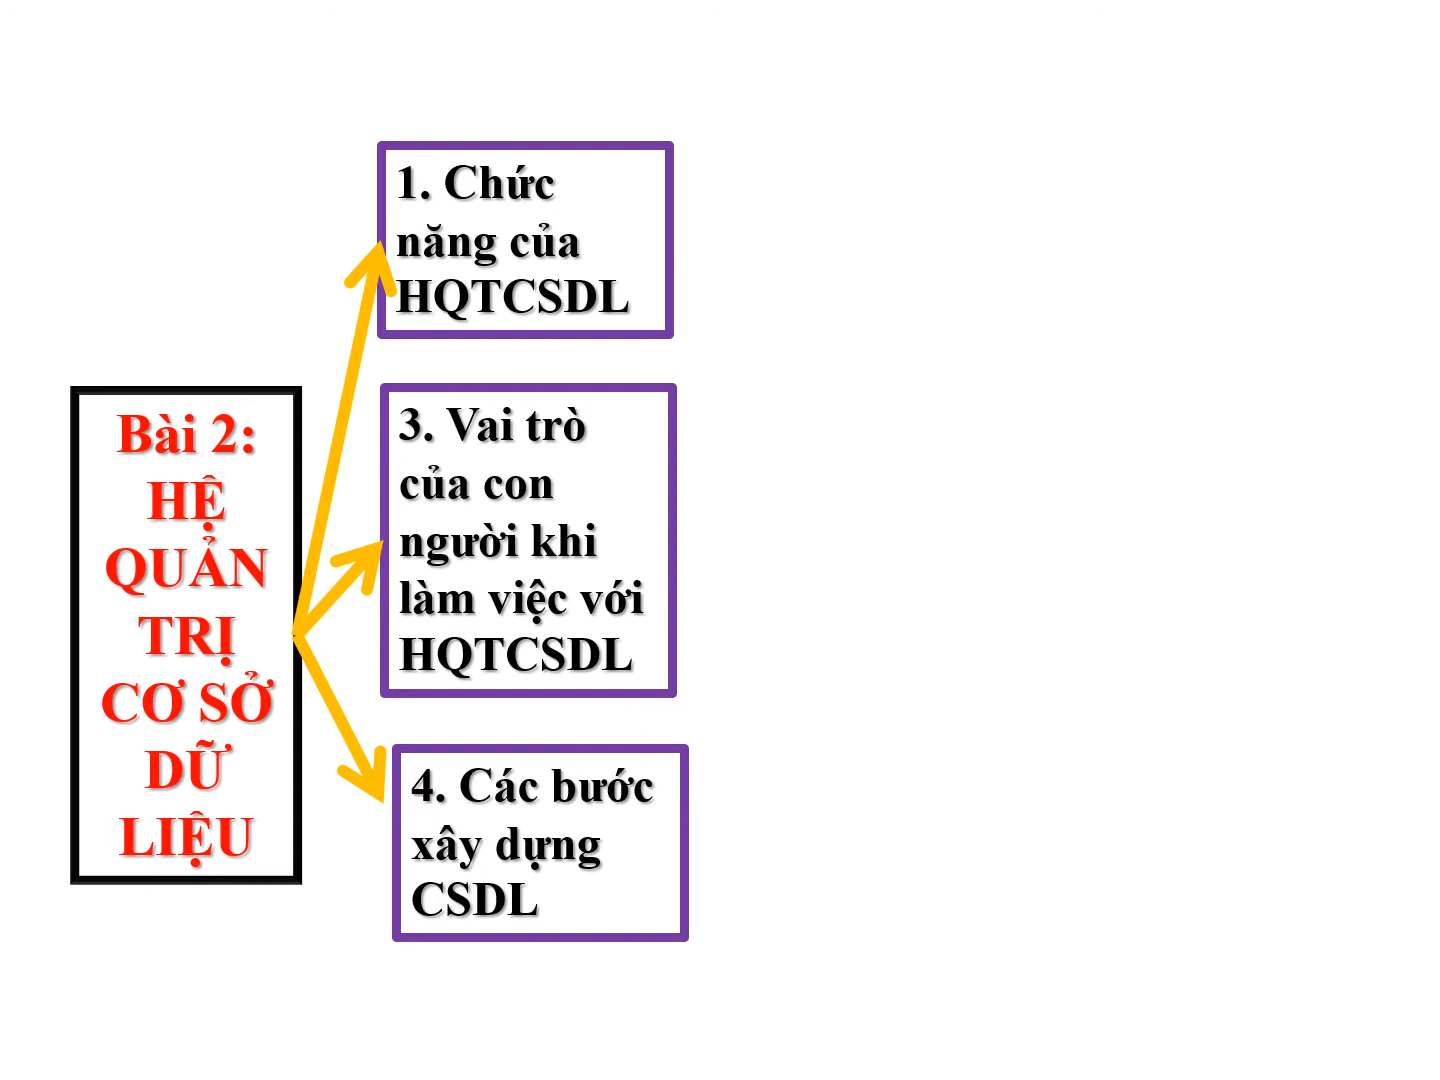 Bài 2:
HỆ
QUẢN
TRỊ
CƠ SỞ
DỮ
LIỆU
1. Chức
năng của
HQTCSDL
3. Vai trò
của con
người khi
làm việc với
HQTCSDL
4. Các bước
xây dựng
CSDL